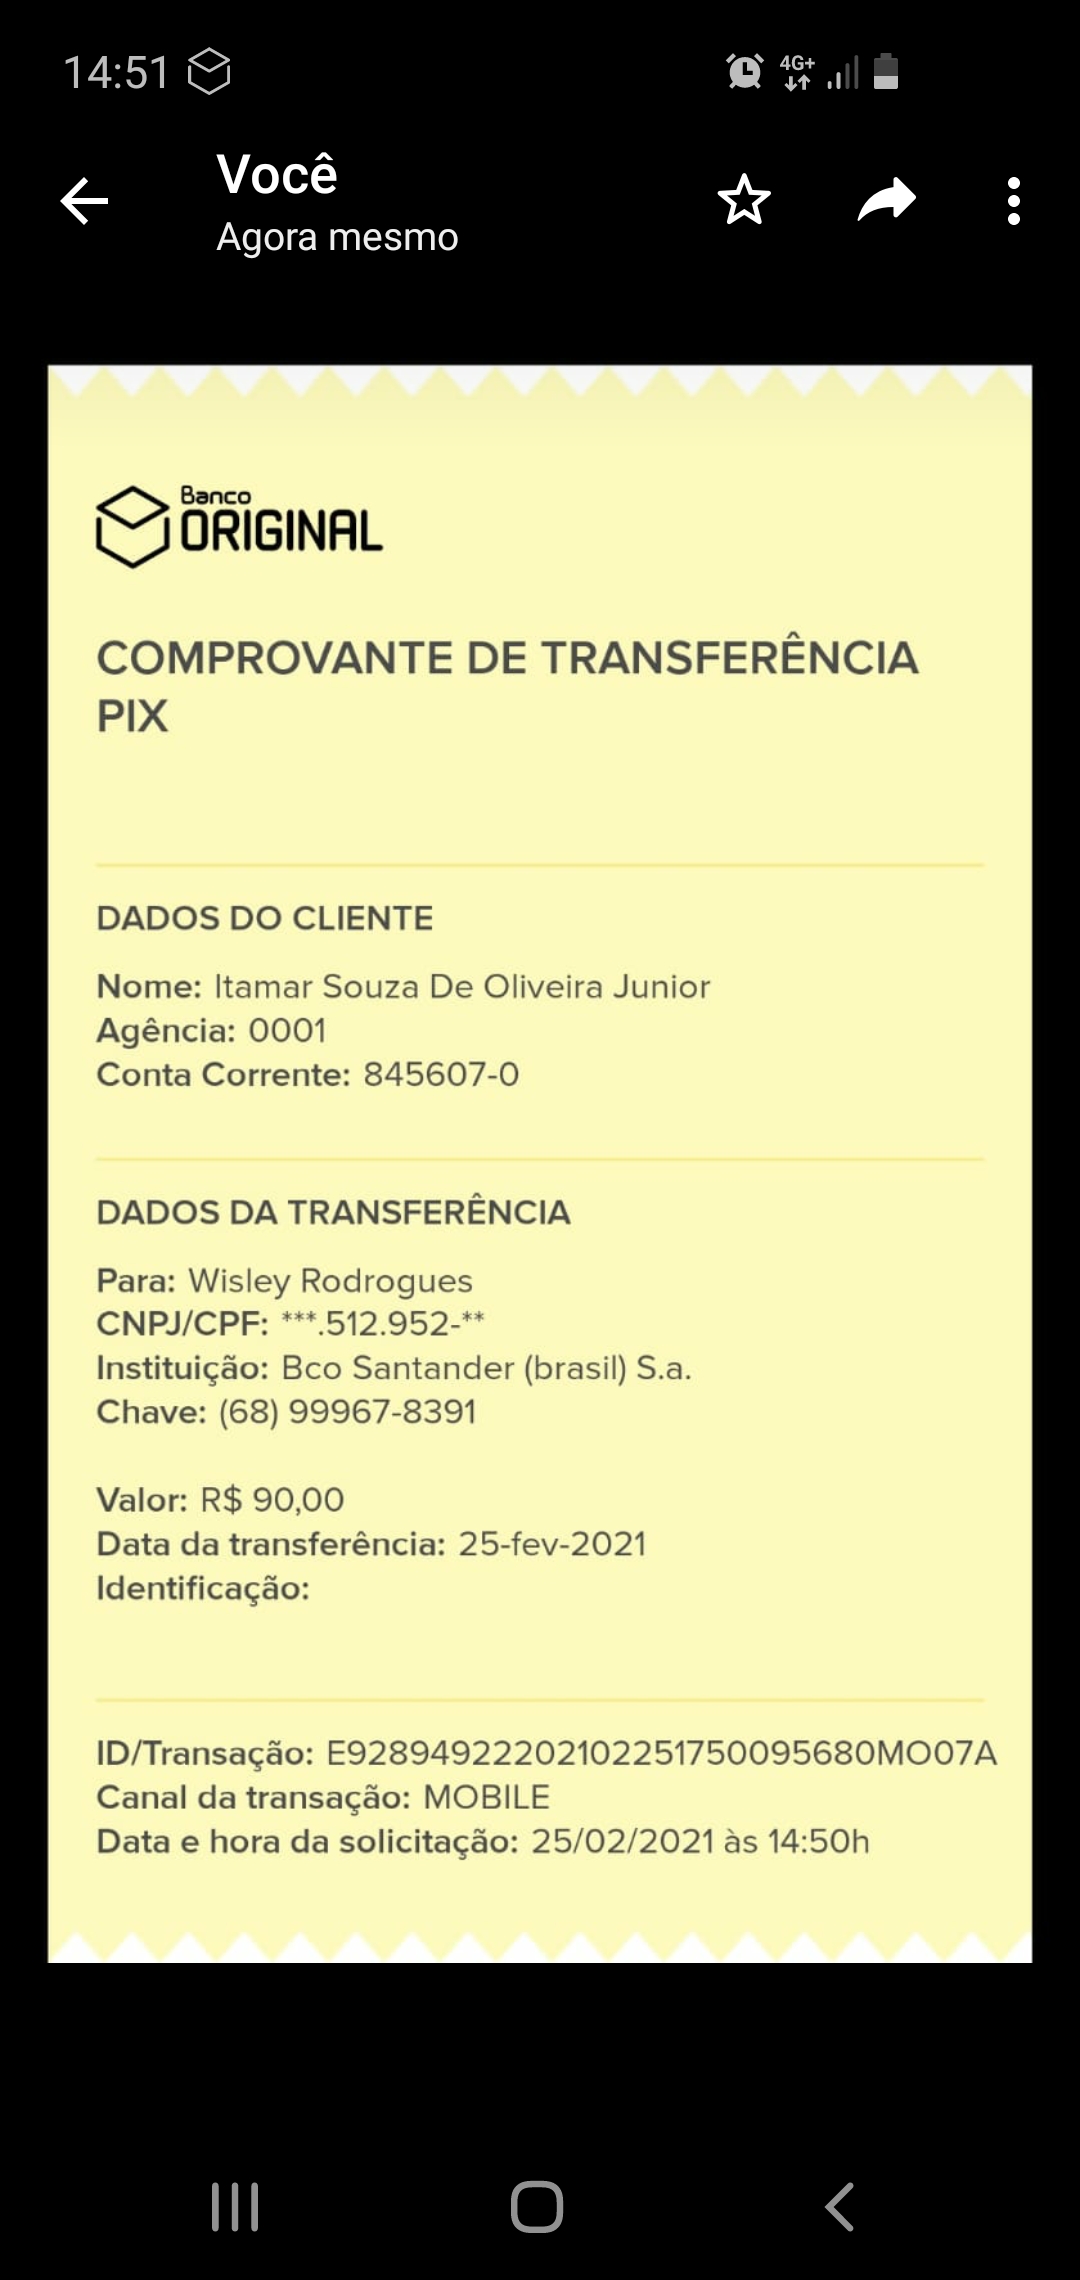 14:51
4G+
Você
Agora mesmo
Banco
ORIGINAL
COMPROVANTE DE TRANSFERÊNCIA
PIX
DADOS DO CLIENTE
Nome: Itamar Souza De Oliveira Junior
Agência: 0001
Conta Corrente: 845607-0
DADOS DA TRANSFERÊNCIA
Para: Wisley Rodrogues
CNPJ/CPF: ***.512.952-**
Instituição: Bco Santander (brasil) S.a.
Chave: (68) 99967-8391
Valor: R$ 90,00
Data da transferência: 25-fev-2021
Identificação:
ID/Transação: E9289492220210225175009568​0MO07A
Canal da transação: MOBILE
Data e hora da solicitação: 25/02/2021 às 14:50h